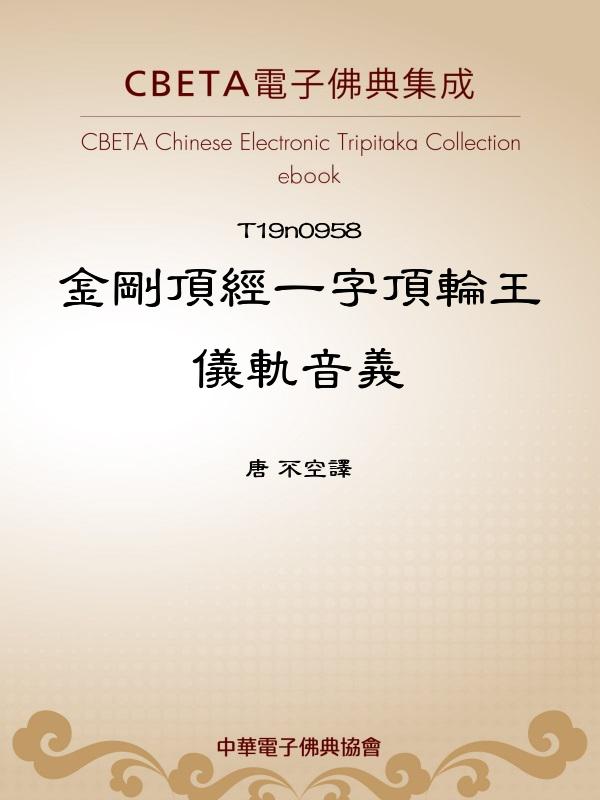 CBETA電子佛典集成
CBETA Chinese Electronic Tripitaka Collection
ebook
T19n0958
金剛頂經一字頂輪王
儀軌音義
唐 不空譯
中華電子佛典協會